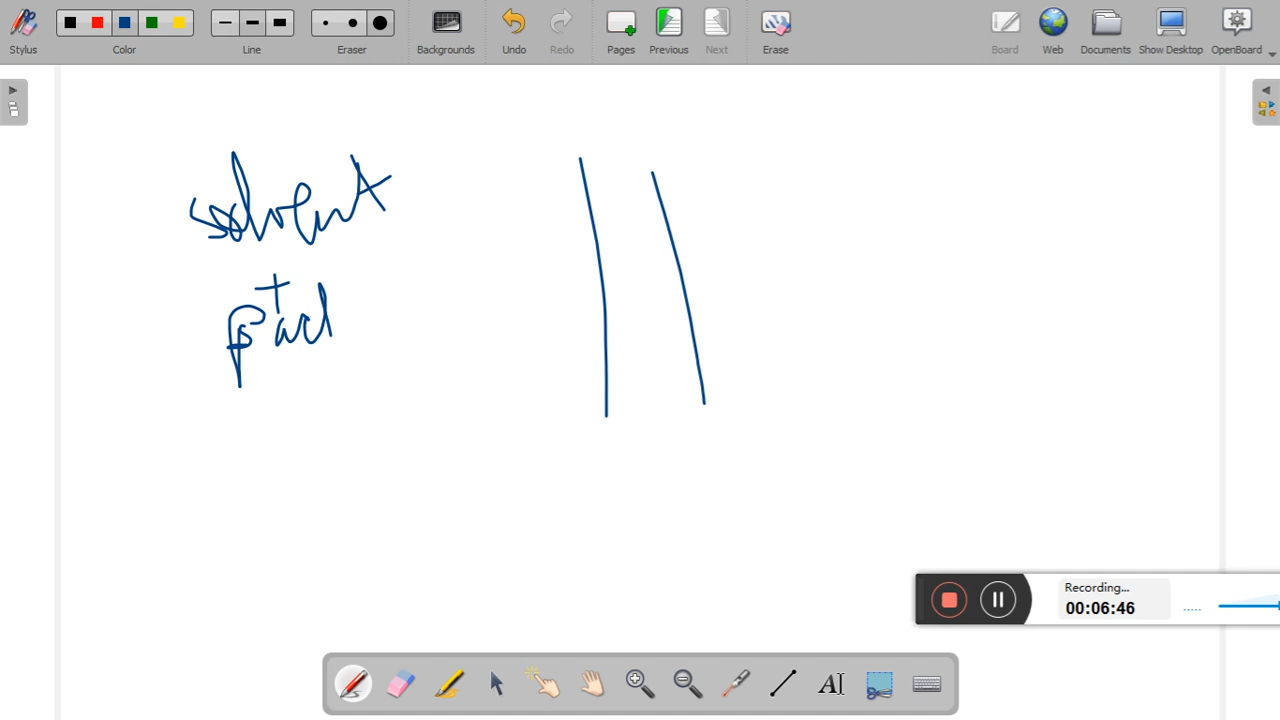 Stylus
Color
Line
Eraser
Backgrounds
Undo
Redo
Pages
Previous
Next
Erase
Board
Web
Documents
Show Desktop
OpenBoard
solvent
+
Recording...
00:06:46